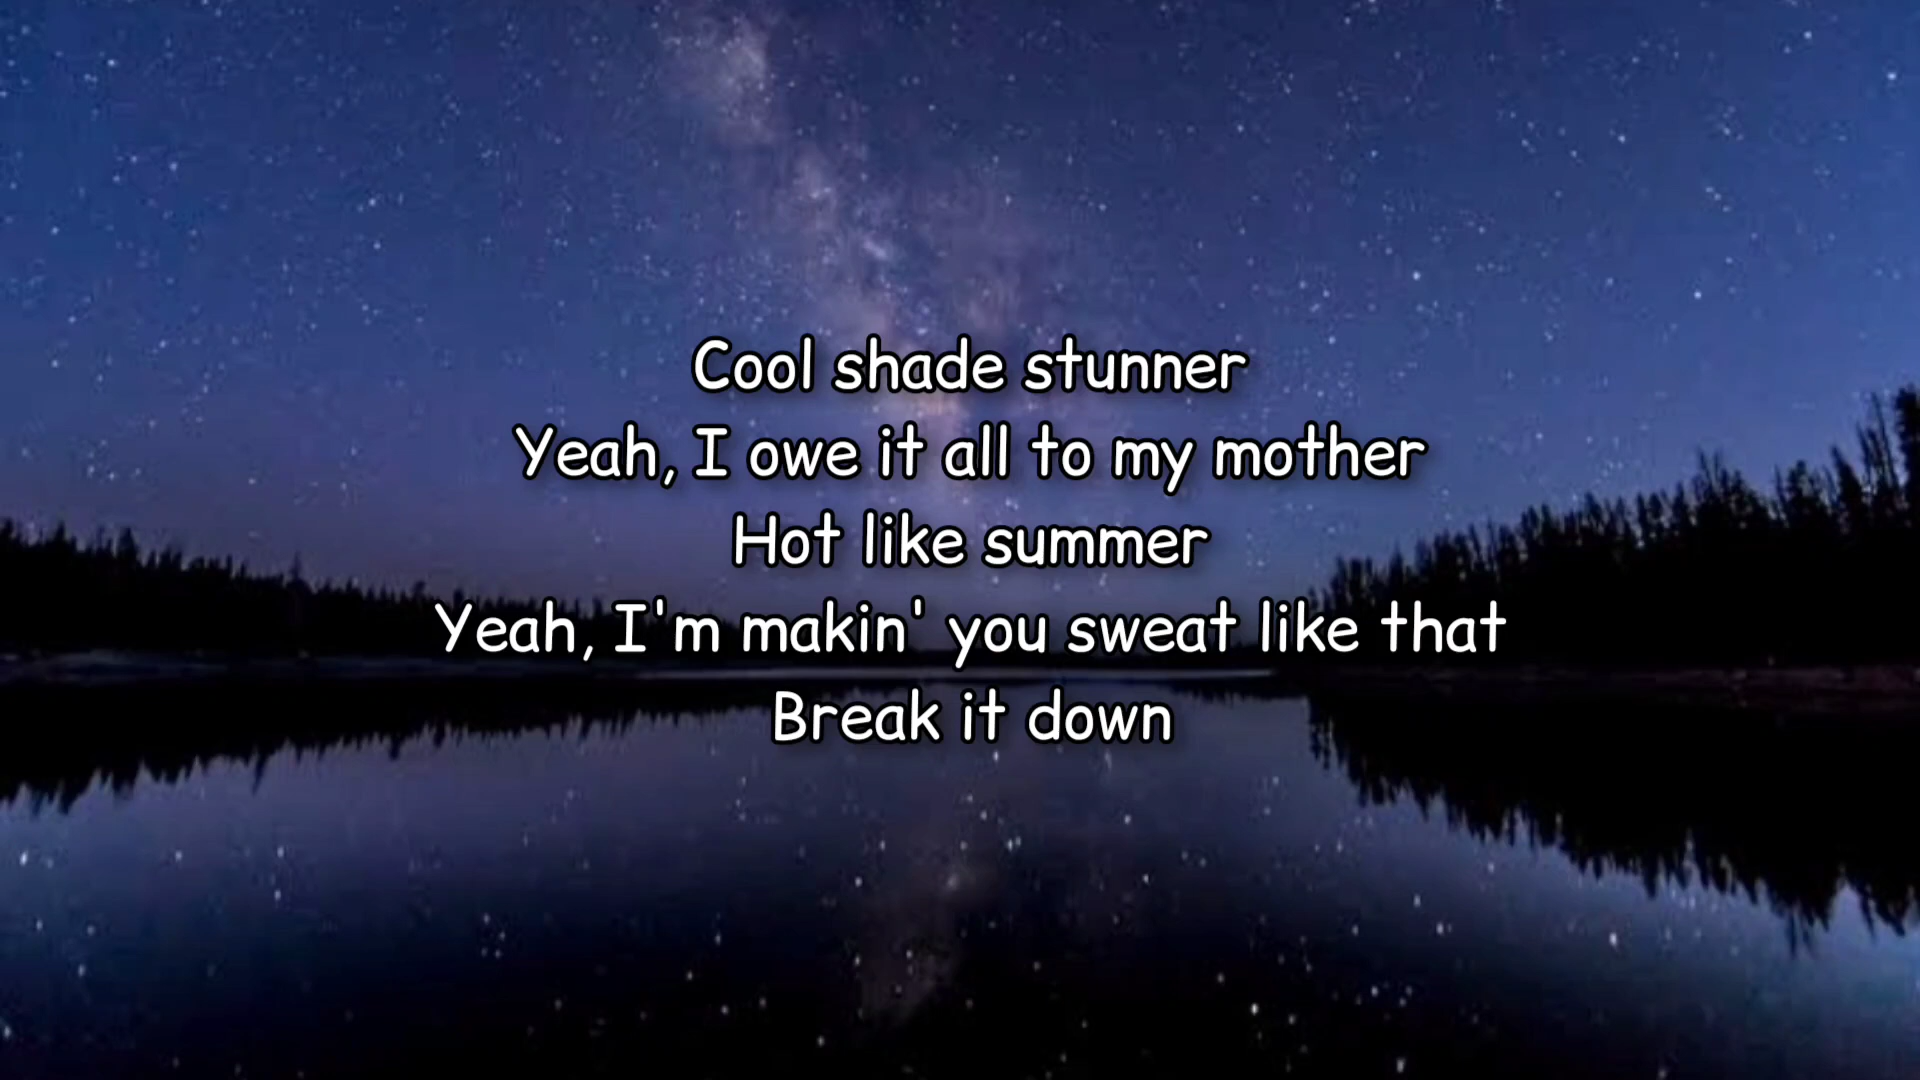 Cool shade stunner
Yeah, I owe it all to my mother
Hot like summer
Yeah, I'm makin' you sweat like that
Break it down